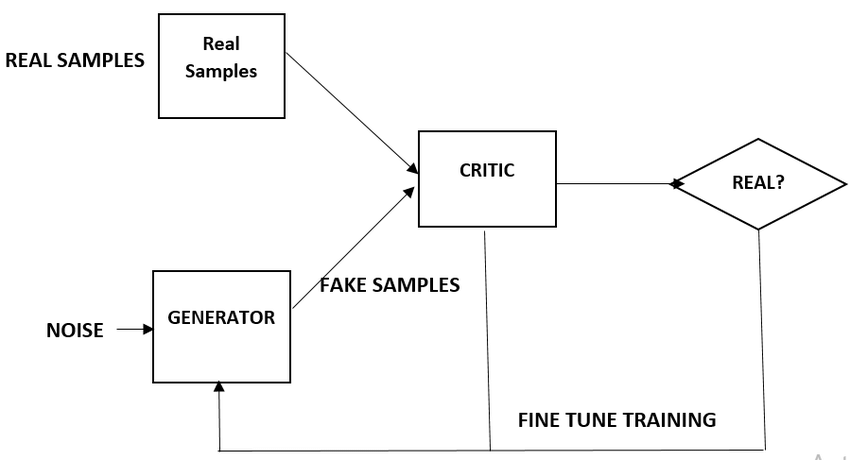 REAL SAMPLES
Real
Samples
CRITIC
REAL?
FAKE SAMPLES
NOISE
GENERATOR
FINE TUNE TRAINING